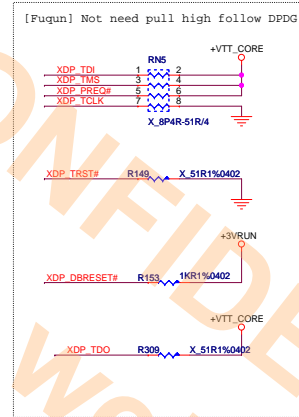 [Fuqun] Not need pull high follow DPDG
+VTT_CORE
RN5
XDP_TDI 1 2
XDP_TMS 3 4
XDP_PREQ# 5 6
XDP_TCLK 7 8
X_8P4R-51R/4
XDP_TRST# R149 X_51R1%0402
+3VRUN
XDP_DBRESET# R153 1KR1%0402
+VTT_CORE
XDP_TDO R309 X_51R1%0402